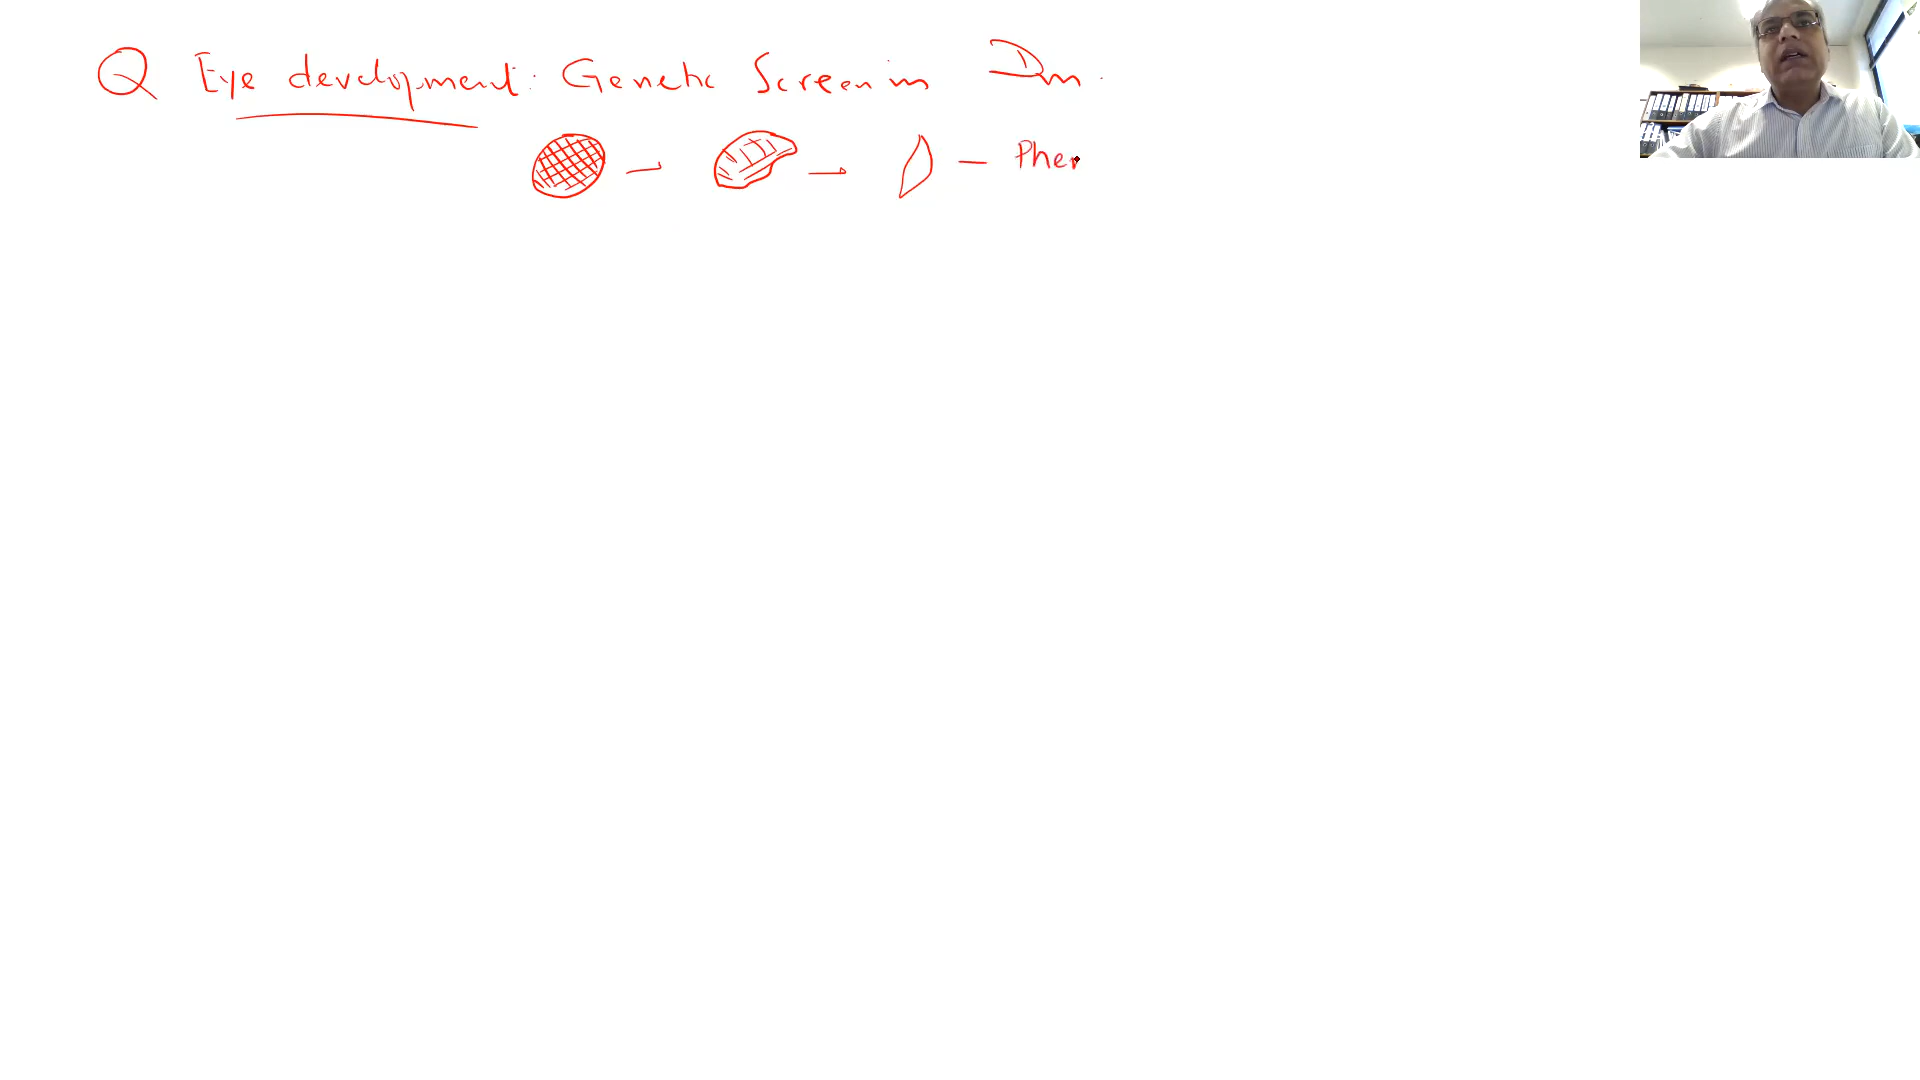 Q Eye development: Genetic Screen in Dm.
→ → — Phen